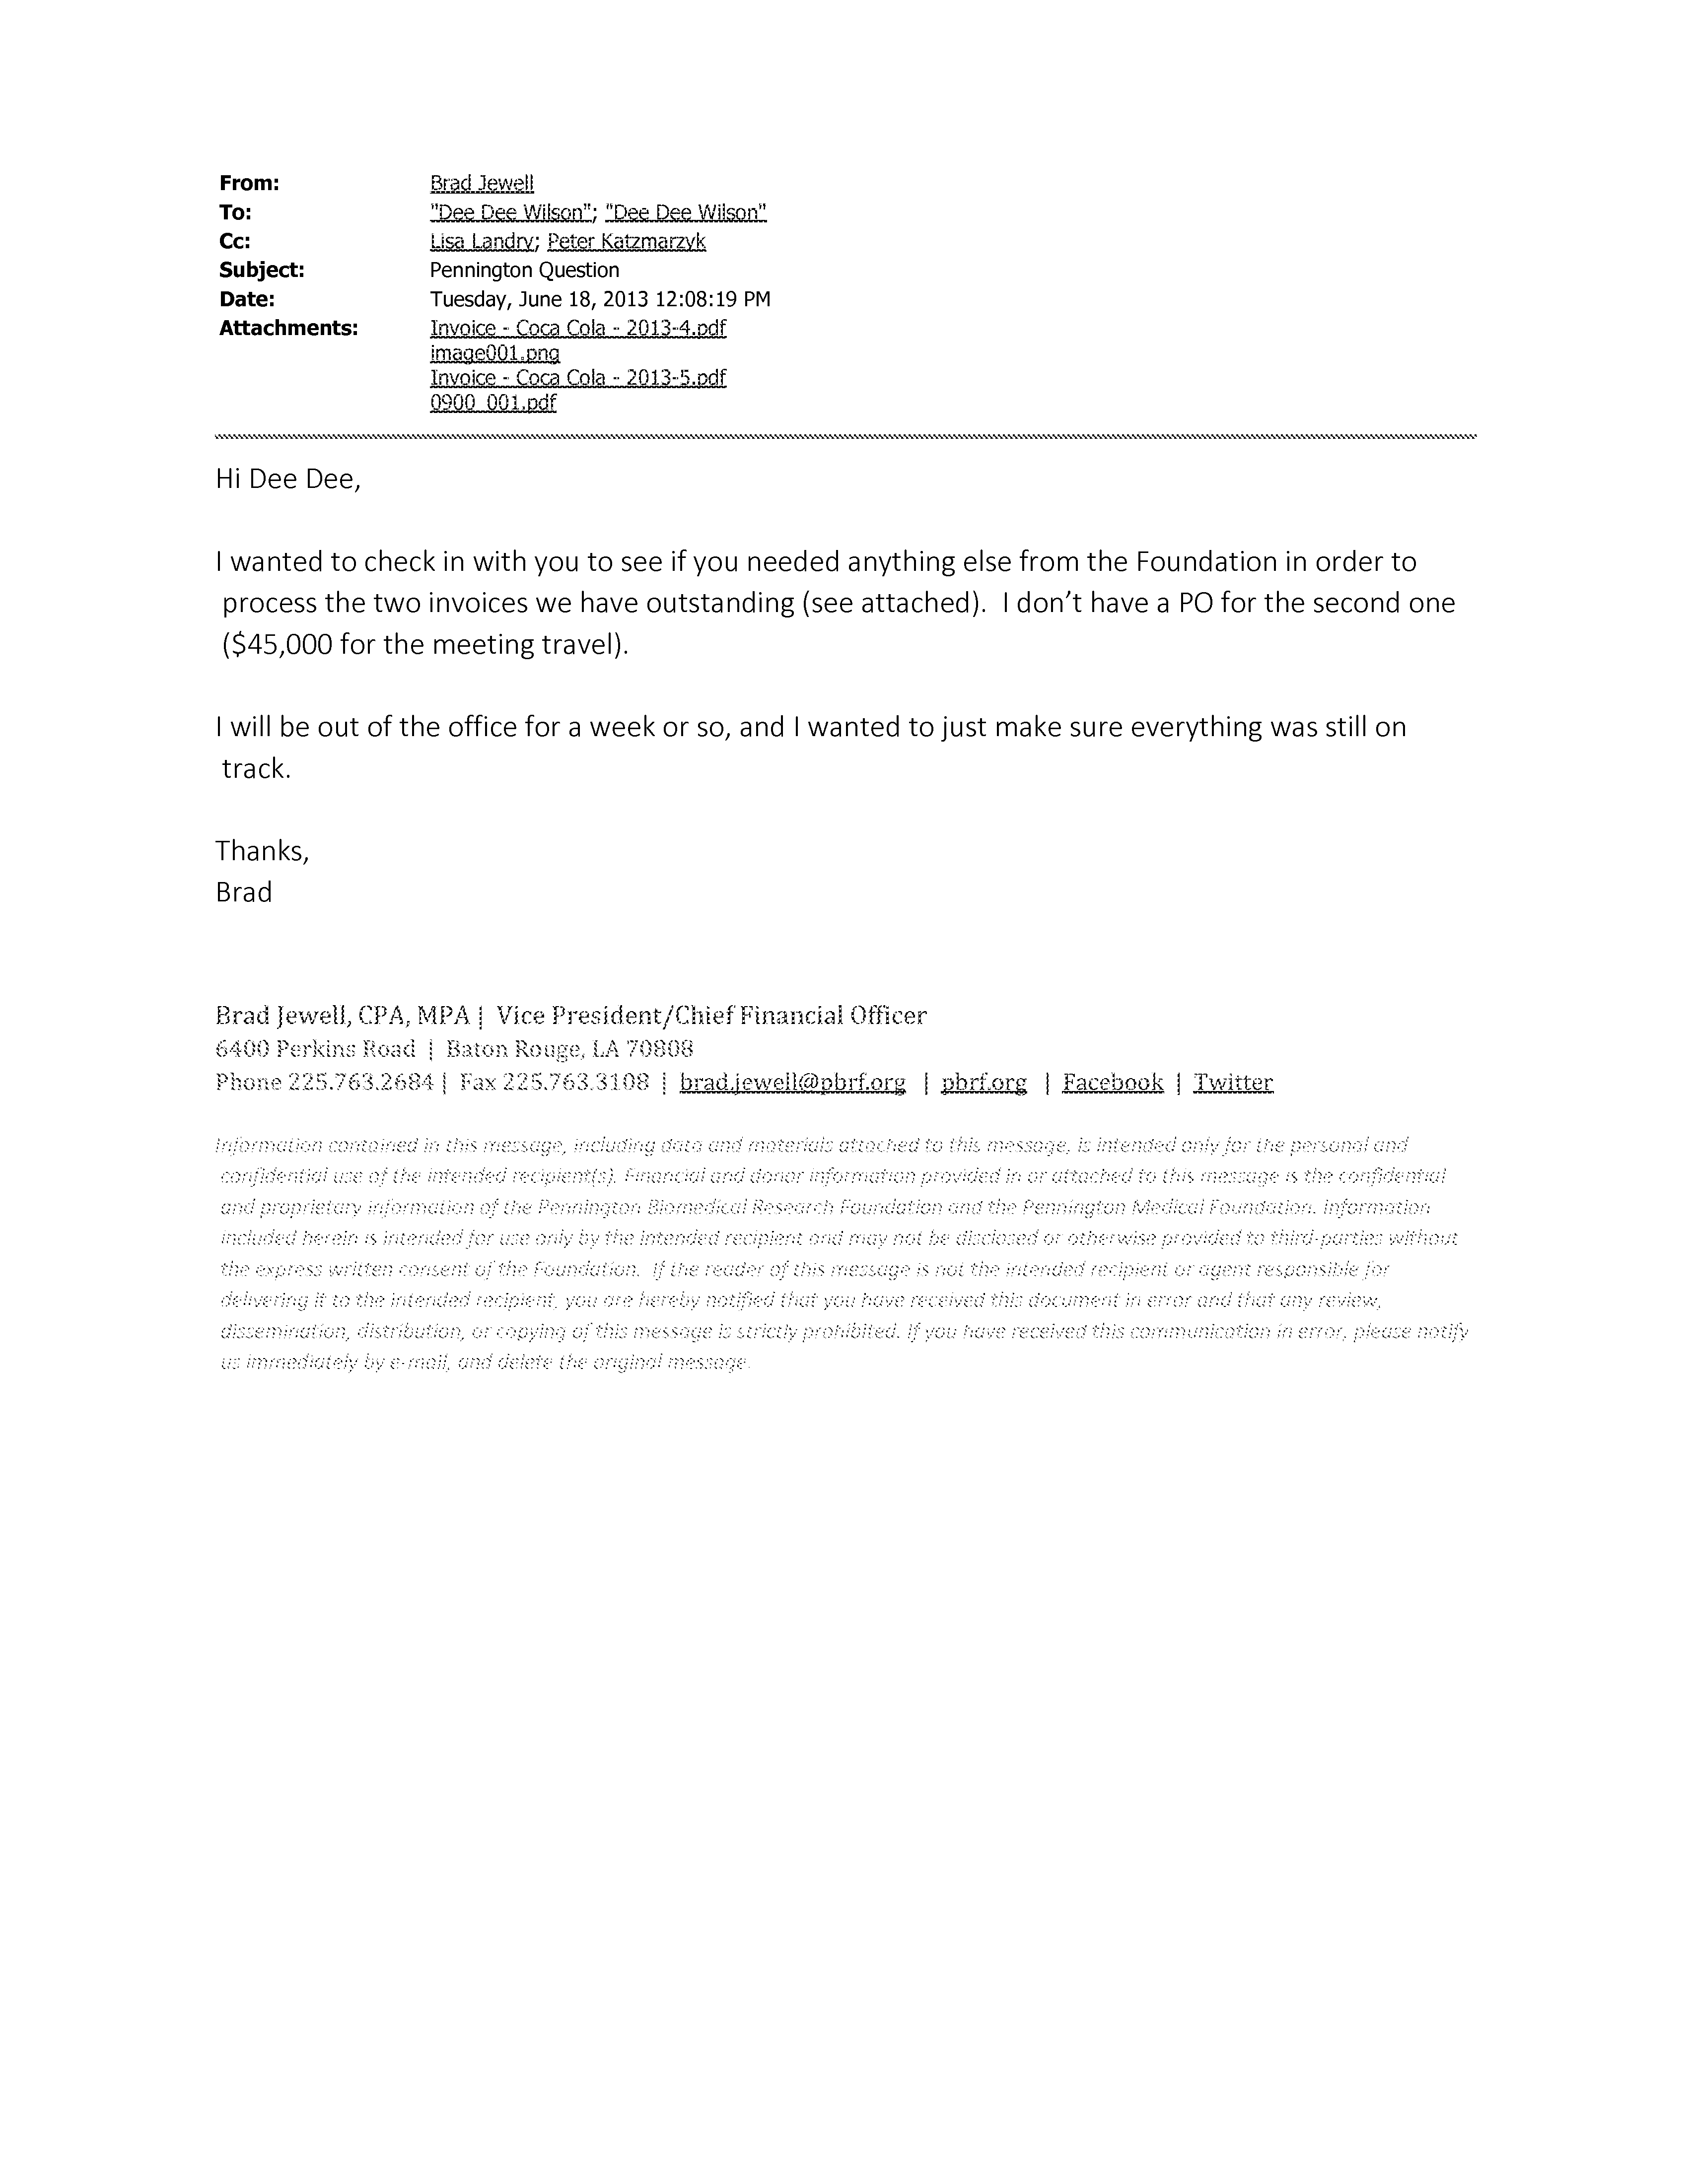 From: Brad Jewell
To: "Dee Dee Wilson"; "Dee Dee Wilson"
Cc: Lisa Landry; Peter Katzmarzyk
Subject: Pennington Question
Date: Tuesday, June 18, 2013 12:08:19 PM
Attachments: Invoice - Coca Cola - 2013-4.pdf
image001.png
Invoice - Coca Cola - 2013-5.pdf
0900_001.pdf
Hi Dee Dee,
I wanted to check in with you to see if you needed anything else from the Foundation in order to
process the two invoices we have outstanding (see attached).  I don’t have a PO for the second one
($45,000 for the meeting travel).
I will be out of the office for a week or so, and I wanted to just make sure everything was still on
track.
Thanks,
Brad
Brad Jewell, CPA, MPA | Vice President/Chief Financial Officer
6400 Perkins Road | Baton Rouge, LA 70808
Phone 225.763.2684 | Fax 225.763.3108 | brad.jewell@pbrf.org | pbrf.org | Facebook | Twitter
Information contained in this message, including data and materials attached to this message, is intended only for the personal and
confidential use of the intended recipient(s). Financial and donor information provided in or attached to this message is the confidential
and proprietary information of the Pennington Biomedical Research Foundation and the Pennington Medical Foundation. Information
included herein is intended for use only by the intended recipient and may not be disclosed or otherwise provided to third-parties without
the express written consent of the Foundation.  If the reader of this message is not the intended recipient or agent responsible for
delivering it to the intended recipient, you are hereby notified that you have received this document in error and that any review,
dissemination, distribution, or copying of this message is strictly prohibited. If you have received this communication in error, please notify
us immediately by e-mail, and delete the original message.